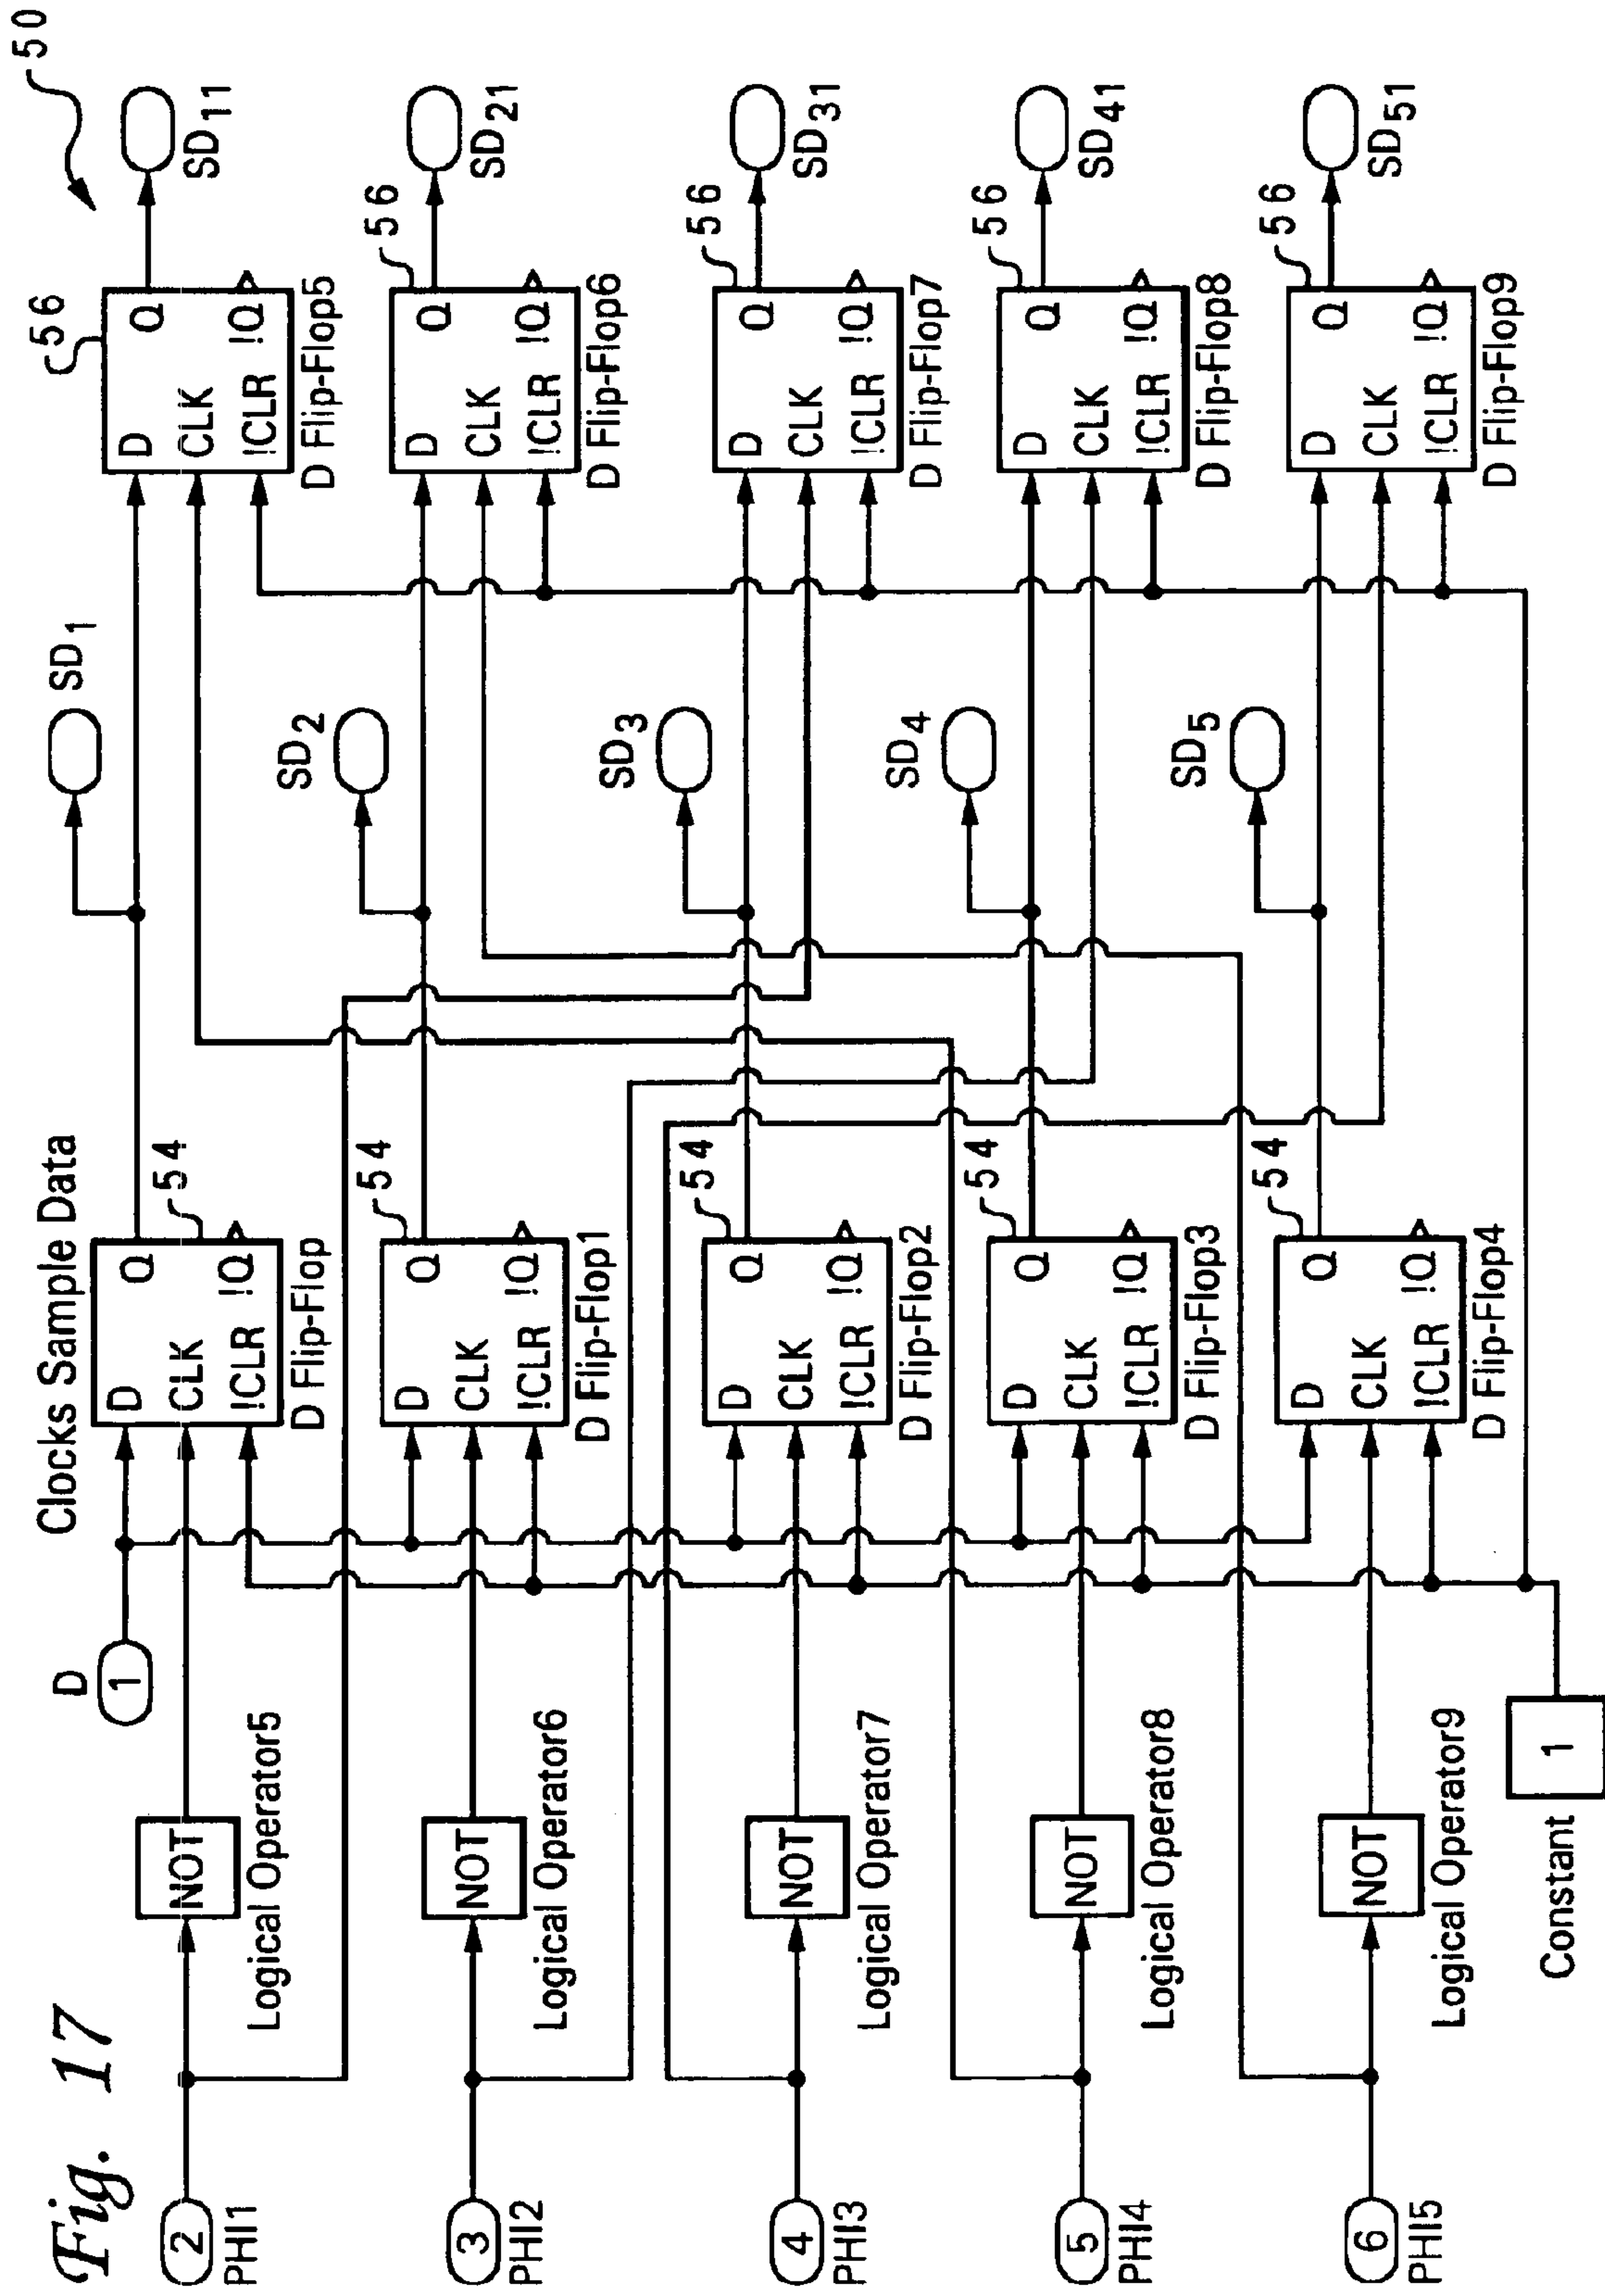 Fig. 17
Clocks Sample Data
50
D
1
SD1
56
2
PHI1
NOT
Logical Operator5
D Q
CLK
!CLR !Q
D Flip-Flop
54
D Q
CLK
!CLR !Q
D Flip-Flop5
SD11
SD2
3
PHI2
NOT
Logical Operator6
D Q
CLK
!CLR !Q
D Flip-Flop1
54
D Q
CLK
!CLR !Q
D Flip-Flop6
56
SD21
SD3
4
PHI3
NOT
Logical Operator7
D Q
CLK
!CLR !Q
D Flip-Flop2
54
D Q
CLK
!CLR !Q
D Flip-Flop7
56
SD31
SD4
5
PHI4
NOT
Logical Operator8
D Q
CLK
!CLR !Q
D Flip-Flop3
54
D Q
CLK
!CLR !Q
D Flip-Flop8
56
SD41
SD5
6
PHI5
NOT
Logical Operator9
D Q
CLK
!CLR !Q
D Flip-Flop4
54
D Q
CLK
!CLR !Q
D Flip-Flop9
56
SD51
1
Constant